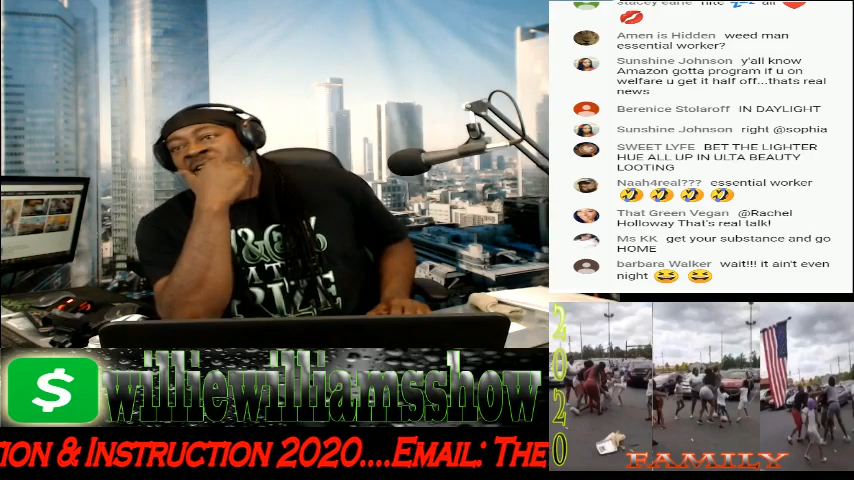 stacey earle nite 💤 all ❤️
💋
Amen is Hidden weed man
essential worker?
Sunshine Johnson y'all know
Amazon gotta program if u on
welfare u get it half off...thats real
news
Berenice Stolaroff IN DAYLIGHT
Sunshine Johnson right @sophia
SWEET LYFE BET THE LIGHTER
HUE ALL UP IN ULTA BEAUTY
LOOTING
Naah4real??? essential worker
🤣 🤣 🤣 🤣
That Green Vegan @Rachel
Holloway That's real talk!
Ms KK get your substance and go
HOME
barbara Walker wait!!! it ain't even
night 😆 😆
$ williewilliamsshow
2020
FAMILY
ION & INSTRUCTION 2020....EMAIL: THE